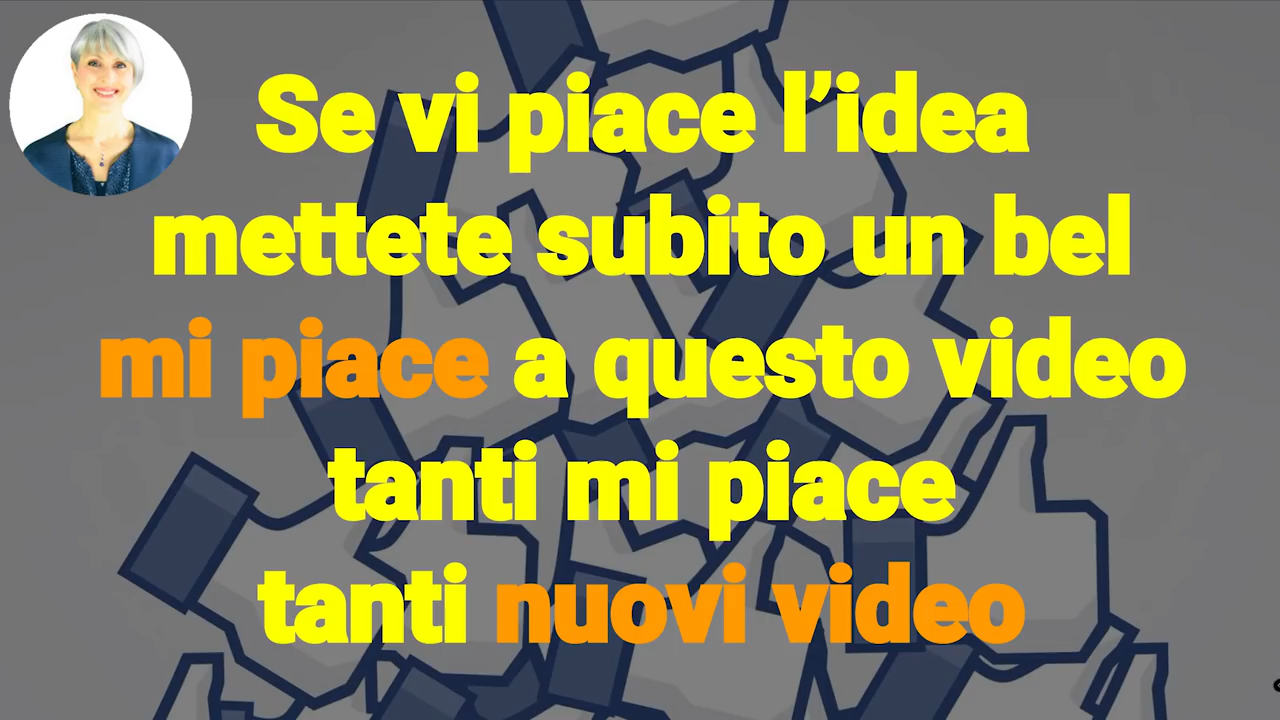 Se vi piace l’idea
mettete subito un bel
mi piace a questo video
tanti mi piace
tanti nuovi video